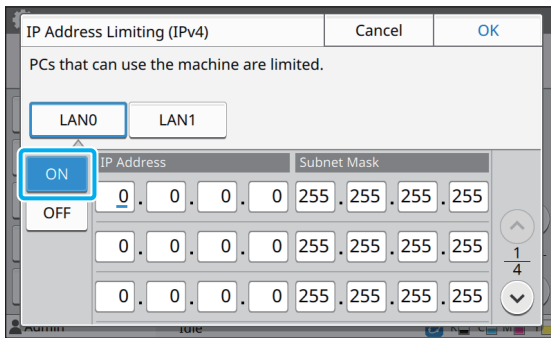 IP Address Limiting (IPv4) Cancel OK
PCs that can use the machine are limited.
LAN0 LAN1
ON
OFF
IP Address Subnet Mask
0 . 0 . 0 . 0 255 . 255 . 255 . 255
0 . 0 . 0 . 0 255 . 255 . 255 . 255
0 . 0 . 0 . 0 255 . 255 . 255 . 255
1
4
Admin Idle K C M